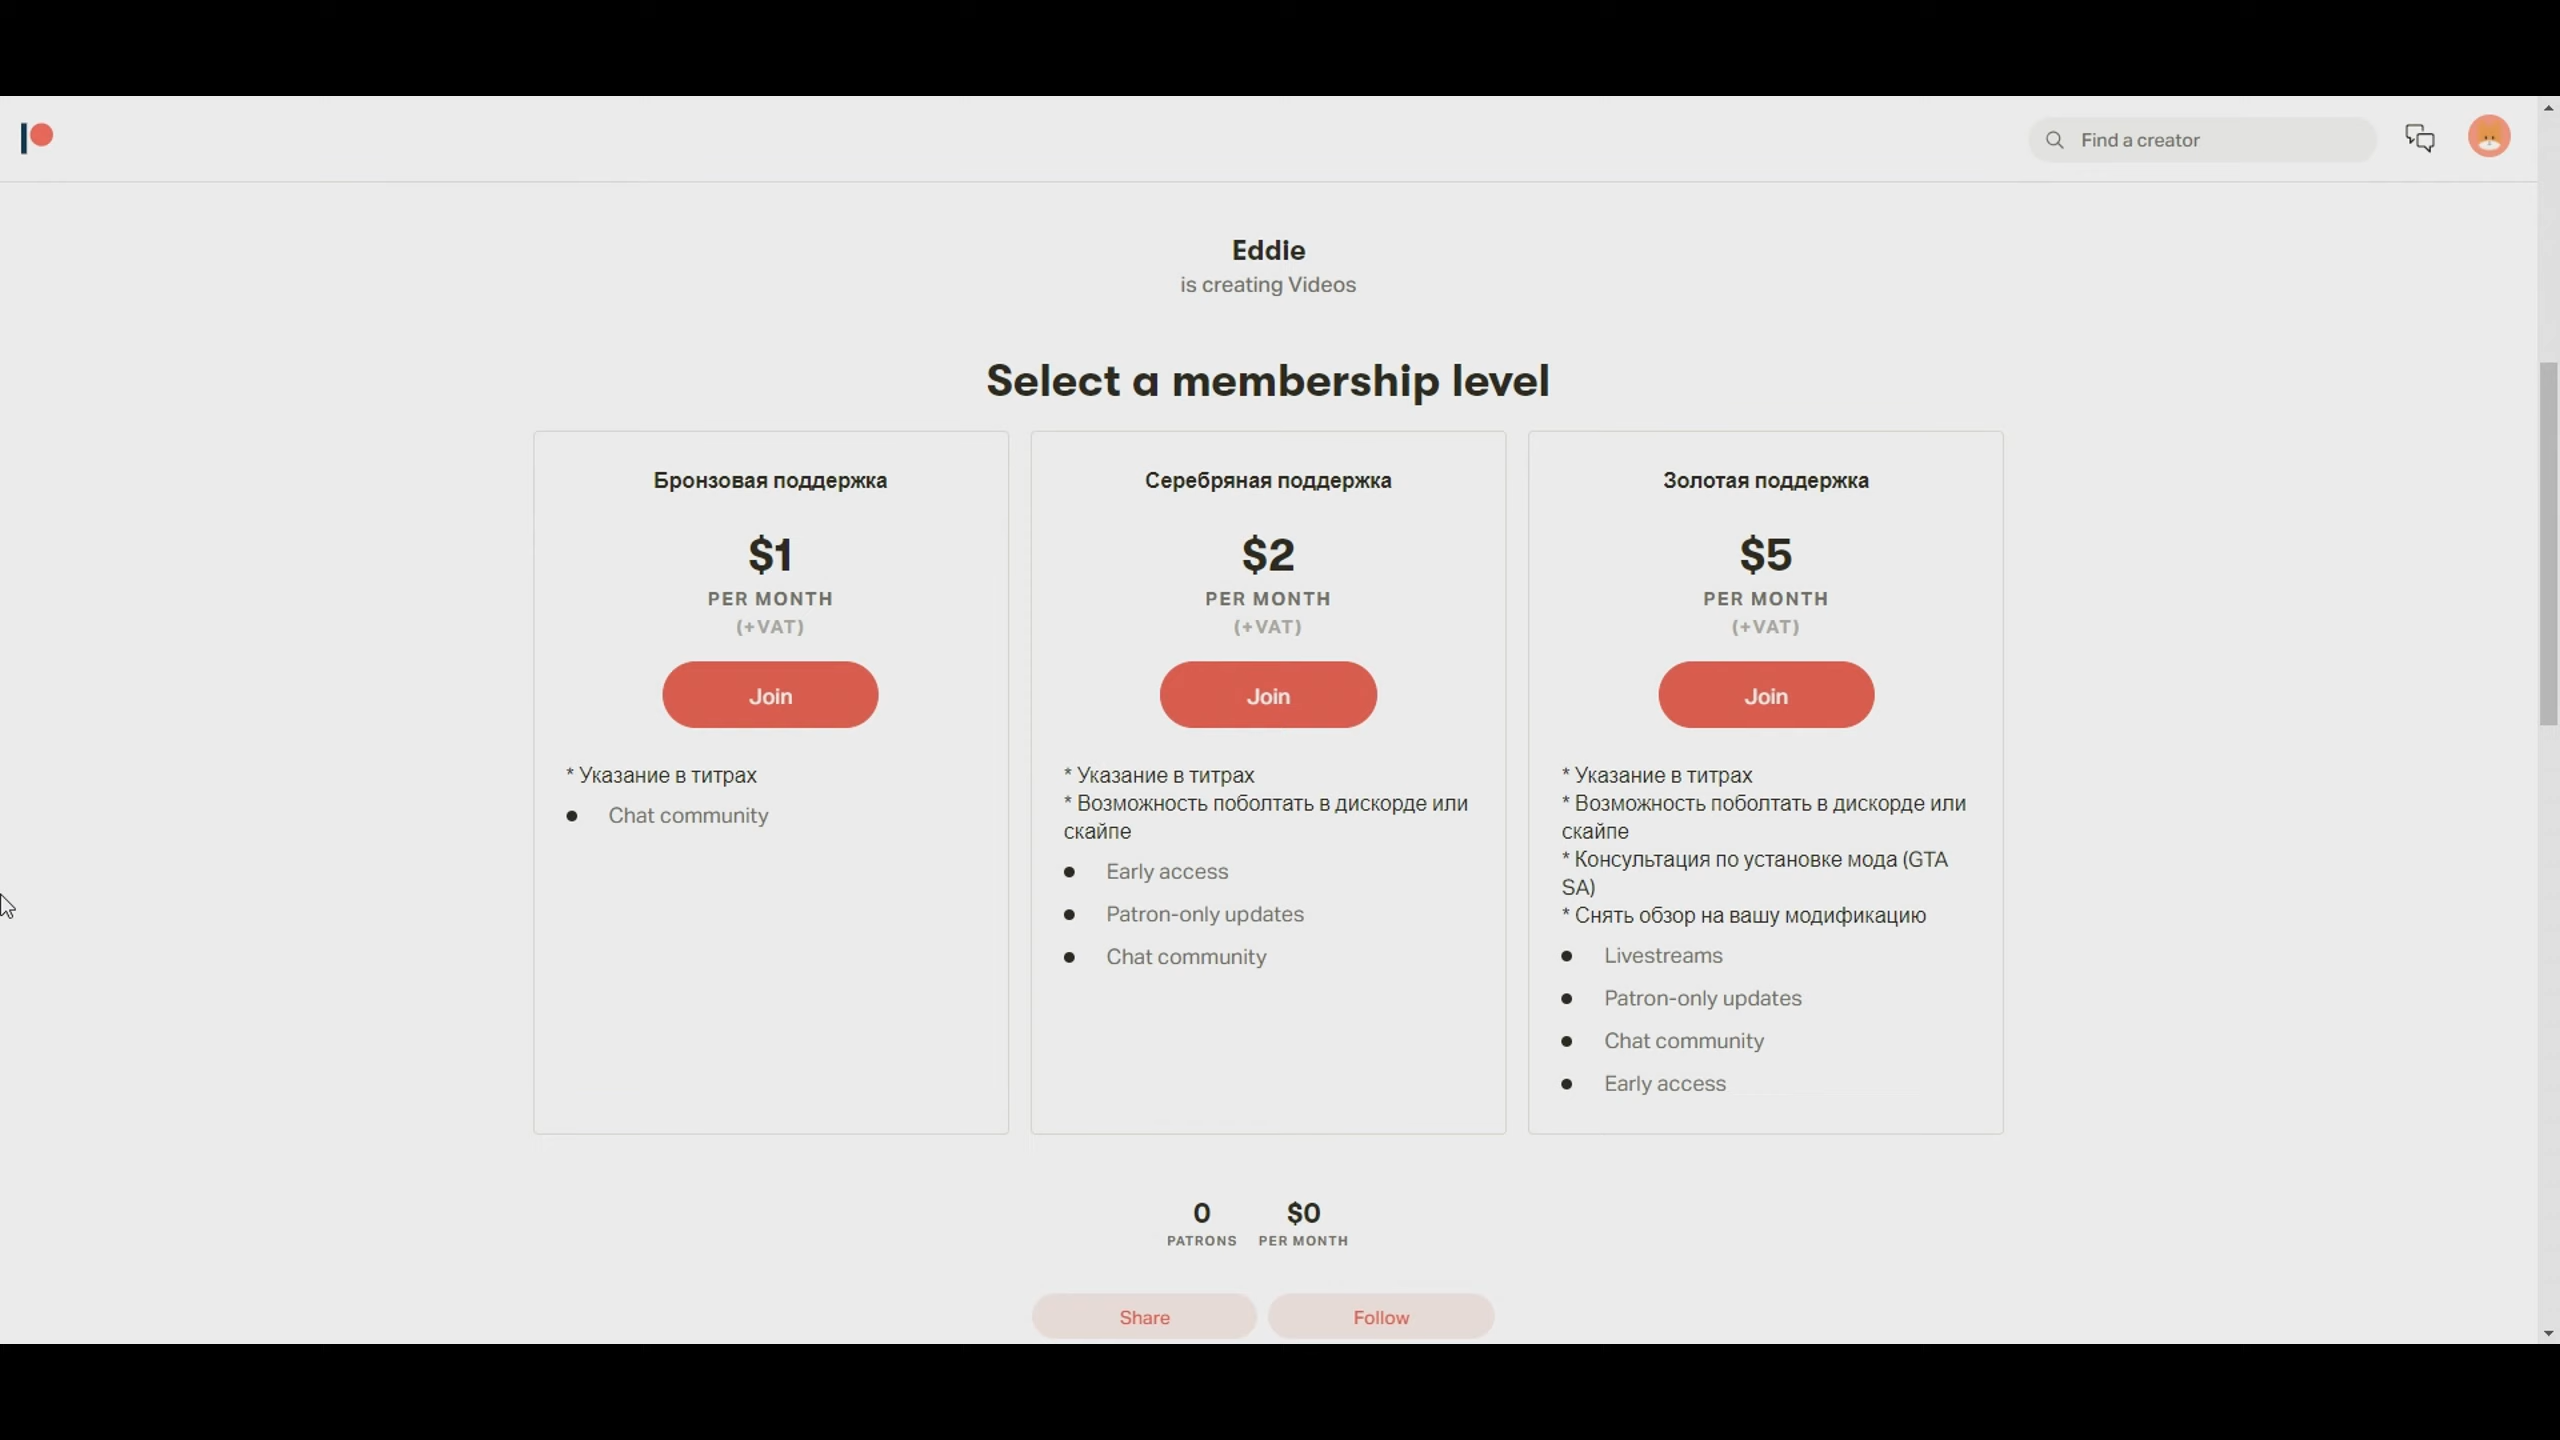 Find a creator
Eddie
is creating Videos
Select a membership level
Бронзовая поддержка
$1
PER MONTH
(+VAT)
Join
* Указание в титрах
Chat community
Серебряная поддержка
$2
PER MONTH
(+VAT)
Join
* Указание в титрах
* Возможность поболтать в дискорде или
скайпе
Early access
Patron-only updates
Chat community
Золотая поддержка
$5
PER MONTH
(+VAT)
Join
* Указание в титрах
* Возможность поболтать в дискорде или
скайпе
* Консультация по установке мода (GTA
SA)
* Снять обзор на вашу модификацию
Livestreams
Patron-only updates
Chat community
Early access
0
PATRONS
$0
PER MONTH
Share
Follow